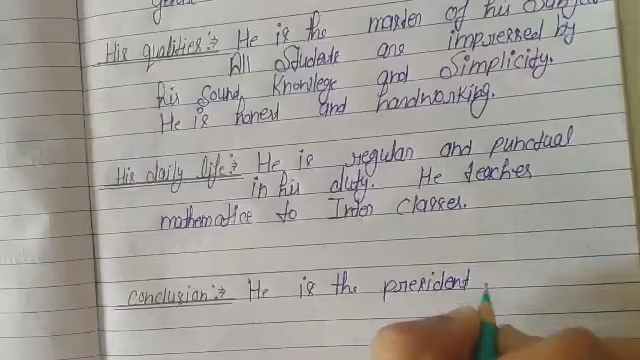 His qualities :→ He is the master of his subject
All Students are impressed by
his sound Knowlege and Simplicity.
He is honest and handworking.
His daily life :→ He is regular and punctual
in his duty. He teaches
mathematics to Inter classes.
Conclusion :→ He is the president